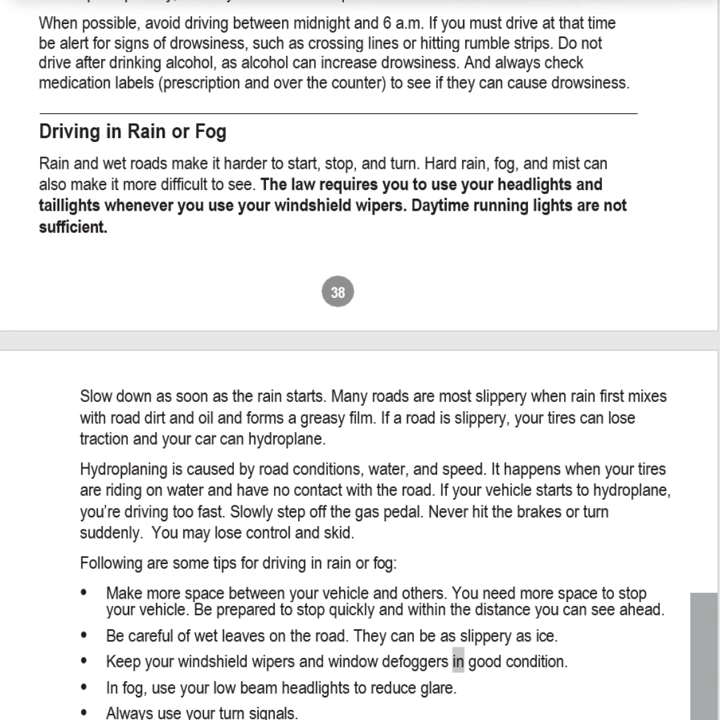 When possible, avoid driving between midnight and 6 a.m. If you must drive at that time
be alert for signs of drowsiness, such as crossing lines or hitting rumble strips. Do not
drive after drinking alcohol, as alcohol can increase drowsiness. And always check
medication labels (prescription and over the counter) to see if they can cause drowsiness.
Driving in Rain or Fog
Rain and wet roads make it harder to start, stop, and turn. Hard rain, fog, and mist can
also make it more difficult to see. The law requires you to use your headlights and
taillights whenever you use your windshield wipers. Daytime running lights are not
sufficient.
38
Slow down as soon as the rain starts. Many roads are most slippery when rain first mixes
with road dirt and oil and forms a greasy film. If a road is slippery, your tires can lose
traction and your car can hydroplane.
Hydroplaning is caused by road conditions, water, and speed. It happens when your tires
are riding on water and have no contact with the road. If your vehicle starts to hydroplane,
you're driving too fast. Slowly step off the gas pedal. Never hit the brakes or turn
suddenly. You may lose control and skid.
Following are some tips for driving in rain or fog:
• Make more space between your vehicle and others. You need more space to stop
your vehicle. Be prepared to stop quickly and within the distance you can see ahead.
• Be careful of wet leaves on the road. They can be as slippery as ice.
• Keep your windshield wipers and window defoggers in good condition.
• In fog, use your low beam headlights to reduce glare.
• Always use your turn signals.